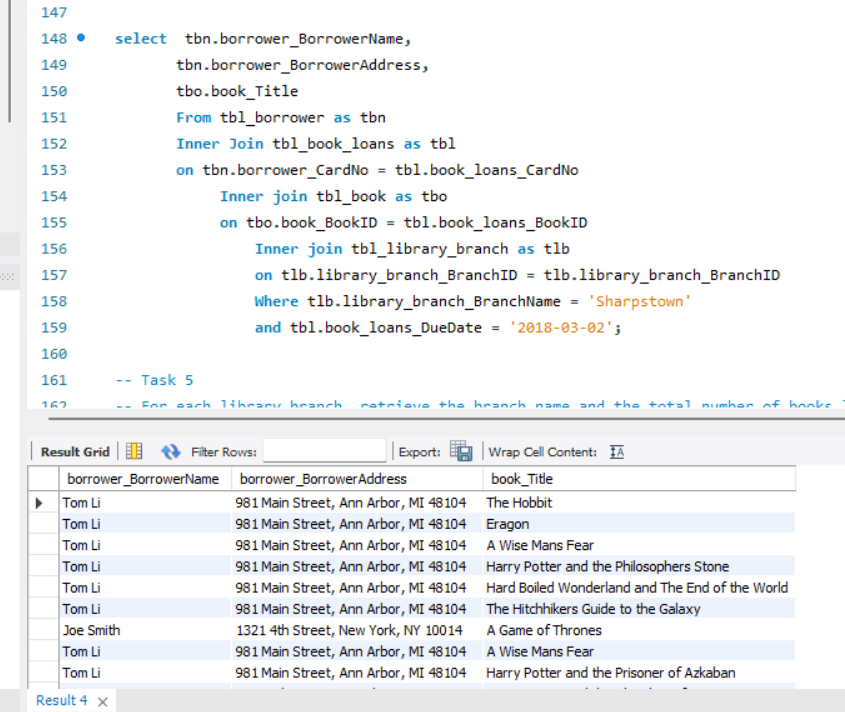 147
148 select tbn.borrower_BorrowerName,
149 tbn.borrower_BorrowerAddress,
150 tbo.book_Title
151 From tbl_borrower as tbn
152 Inner Join tbl_book_loans as tbl
153 on tbn.borrower_CardNo = tbl.book_loans_CardNo
154 Inner join tbl_book as tbo
155 on tbo.book_BookID = tbl.book_loans_BookID
156 Inner join tbl_library_branch as tlb
157 on tlb.library_branch_BranchID = tlb.library_branch_BranchID
158 Where tlb.library_branch_BranchName = 'Sharpstown'
159 and tbl.book_loans_DueDate = '2018-03-02';
160
161 -- Task 5
162 -- For each library branch, retrieve the branch name and the total number of books
Result Grid Filter Rows: Export: Wrap Cell Content:
borrower_BorrowerName borrower_BorrowerAddress book_Title
Tom Li 981 Main Street, Ann Arbor, MI 48104 The Hobbit
Tom Li 981 Main Street, Ann Arbor, MI 48104 Eragon
Tom Li 981 Main Street, Ann Arbor, MI 48104 A Wise Mans Fear
Tom Li 981 Main Street, Ann Arbor, MI 48104 Harry Potter and the Philosophers Stone
Tom Li 981 Main Street, Ann Arbor, MI 48104 Hard Boiled Wonderland and The End of the World
Tom Li 981 Main Street, Ann Arbor, MI 48104 The Hitchhikers Guide to the Galaxy
Joe Smith 1321 4th Street, New York, NY 10014 A Game of Thrones
Tom Li 981 Main Street, Ann Arbor, MI 48104 A Wise Mans Fear
Tom Li 981 Main Street, Ann Arbor, MI 48104 Harry Potter and the Prisoner of Azkaban
Result 4